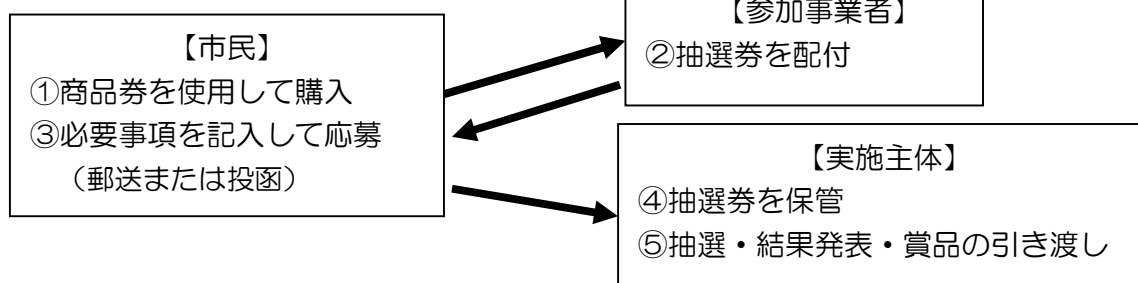 【市民】
①商品券を使用して購入
③必要事項を記入して応募
（郵送または投函）
【参加事業者】
②抽選券を配付
【実施主体】
④抽選券を保管
⑤抽選・結果発表・賞品の引き渡し